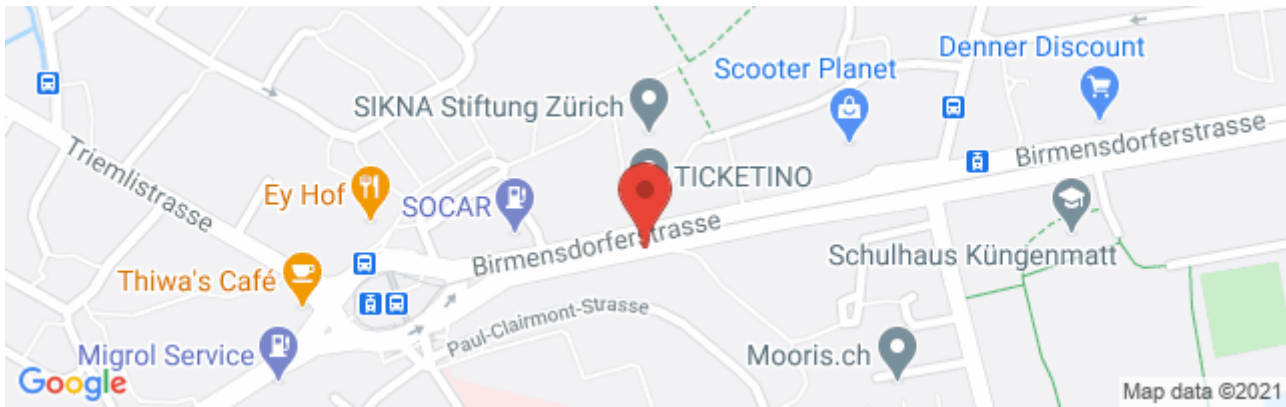 Denner Discount
Scooter Planet
SIKNA Stiftung Zürich
Birmensdorferstrasse
Triemlistrasse
TICKETINO
Ey Hof
SOCAR
Birmensdorferstrasse
Schulhaus Küngenmatt
Thiwa's Café
Paul-Clairmont-Strasse
Migrol Service
Mooris.ch
Google
Map data ©2021